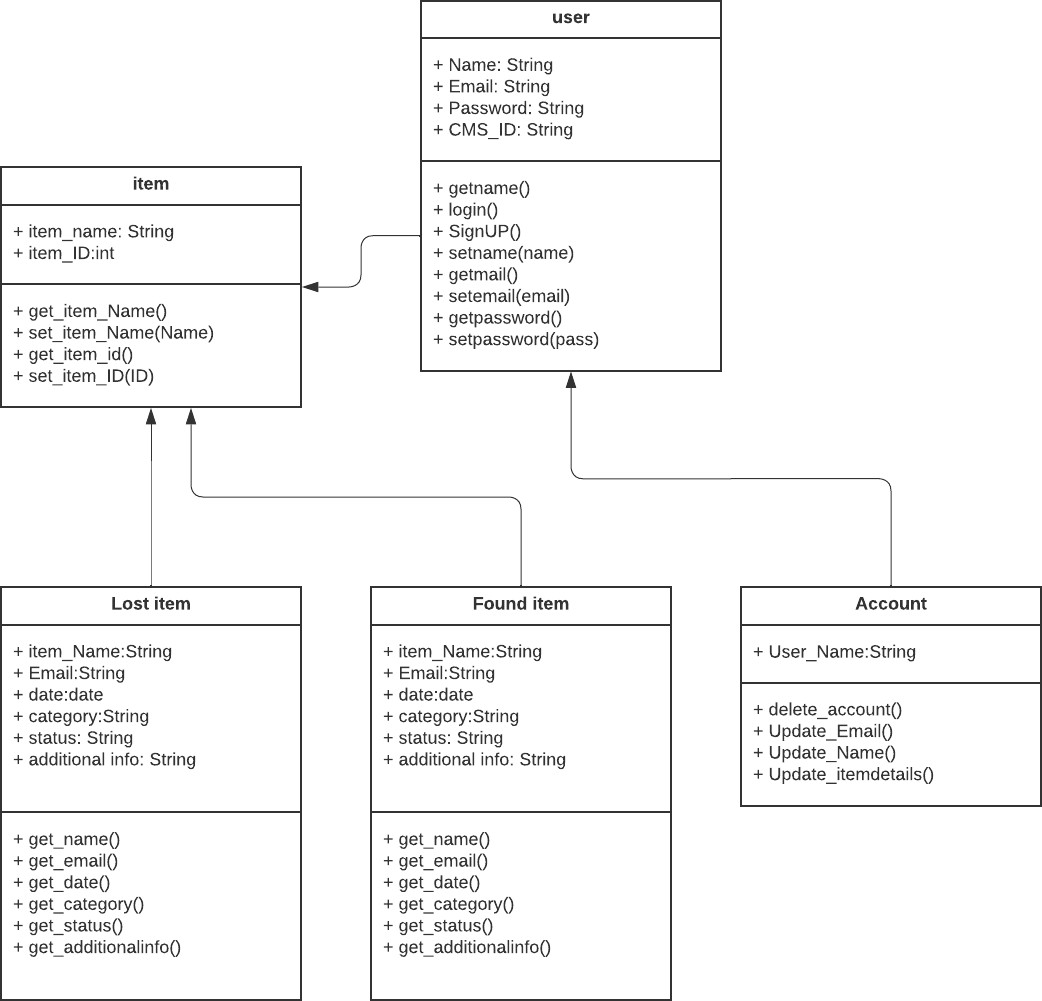 user
+ Name: String
+ Email: String
+ Password: String
+ CMS_ID: String
+ getname()
+ login()
+ SignUP()
+ setname(name)
+ getmail()
+ setemail(email)
+ getpassword()
+ setpassword(pass)
item
+ item_name: String
+ item_ID:int
+ get_item_Name()
+ set_item_Name(Name)
+ get_item_id()
+ set_item_ID(ID)
Lost item
+ item_Name:String
+ Email:String
+ date:date
+ category:String
+ status: String
+ additional info: String
+ get_name()
+ get_email()
+ get_date()
+ get_category()
+ get_status()
+ get_additionalinfo()
Found item
+ item_Name:String
+ Email:String
+ date:date
+ category:String
+ status: String
+ additional info: String
+ get_name()
+ get_email()
+ get_date()
+ get_category()
+ get_status()
+ get_additionalinfo()
Account
+ User_Name:String
+ delete_account()
+ Update_Email()
+ Update_Name()
+ Update_itemdetails()